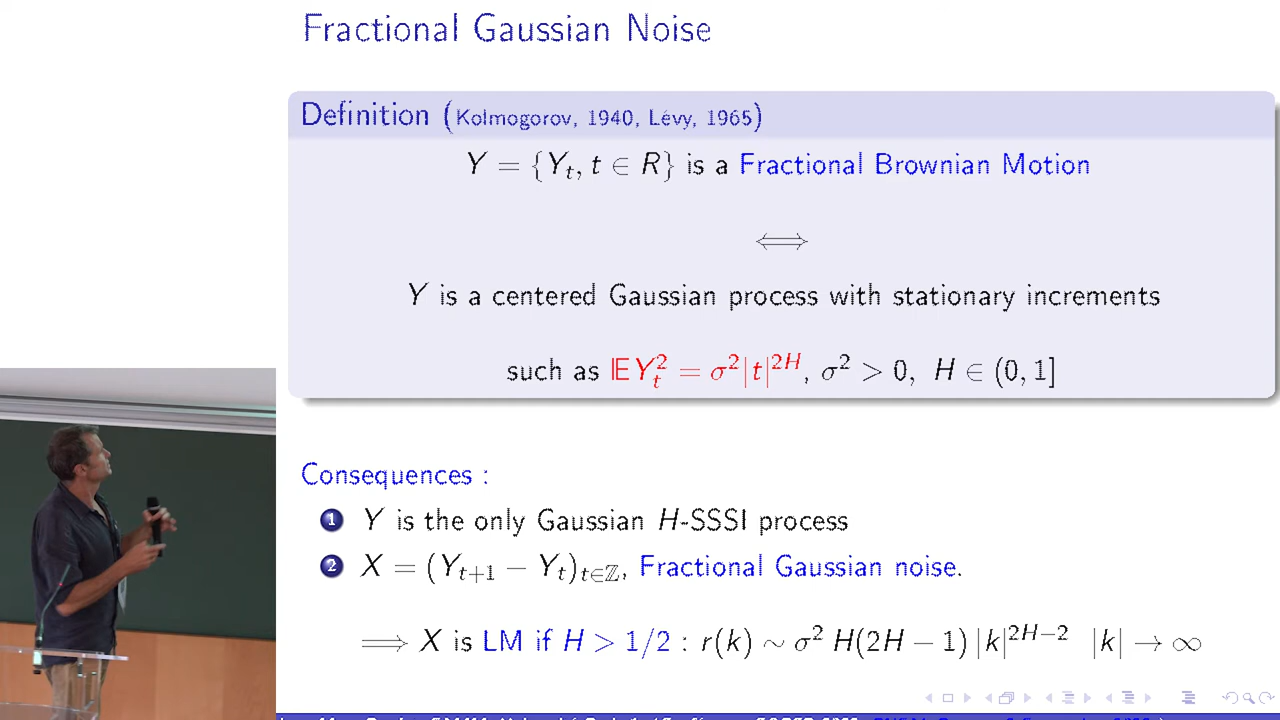 Fractional Gaussian Noise
Definition (Kolmogorov, 1940, Lévy, 1965)
Y = {Y_t, t ∈ R} is a Fractional Brownian Motion
⟺
Y is a centered Gaussian process with stationary increments
such as 𝔼Y_t^2 = σ^2|t|^{2H}, σ^2 > 0, H ∈ (0, 1]
Consequences :
1 Y is the only Gaussian H-SSSI process
2 X = (Y_{t+1} − Y_t)_{t∈ℤ}, Fractional Gaussian noise.
⟹ X is LM if H > 1/2 : r(k) ∼ σ^2 H(2H − 1) |k|^{2H−2} |k| → ∞